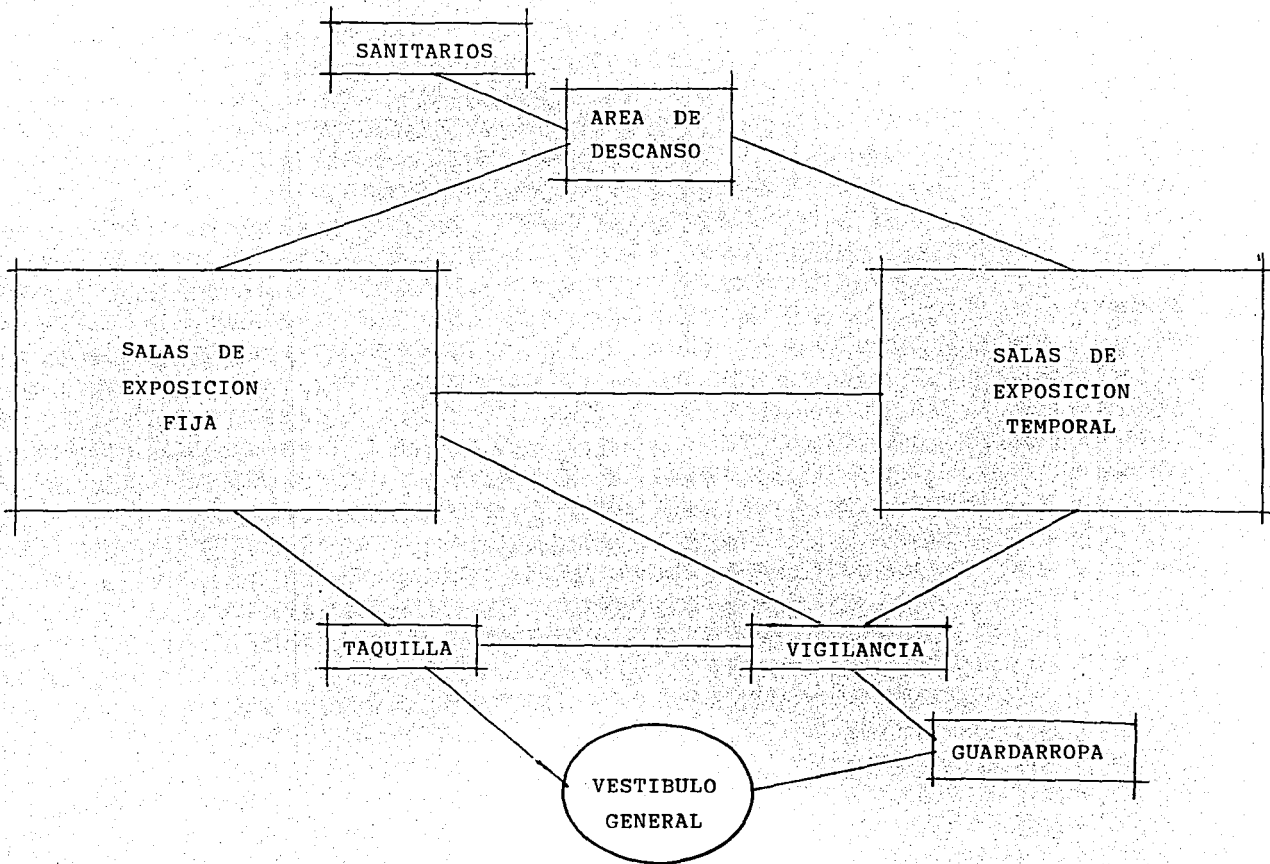 SANITARIOS
AREA DE
DESCANSO
SALAS DE
EXPOSICION
FIJA
SALAS DE
EXPOSICION
TEMPORAL
TAQUILLA
VIGILANCIA
GUARDARROPA
VESTIBULO
GENERAL